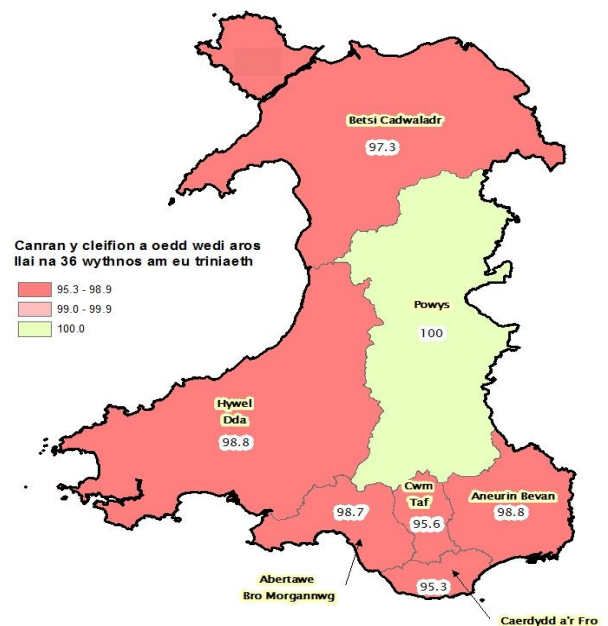 Betsi Cadwaladr
97.3
Canran y cleifion a oedd wedi aros
llai na 36 wythnos am eu triniaeth
95.3 - 98.9
99.0 - 99.9
100.0
Powys
100
Hywel
Dda
98.8
Cwm
Taf
95.6
Aneurin Bevan
98.8
98.7
Abertawe
Bro Morgannwg
95.3
Caerdydd a'r Fro